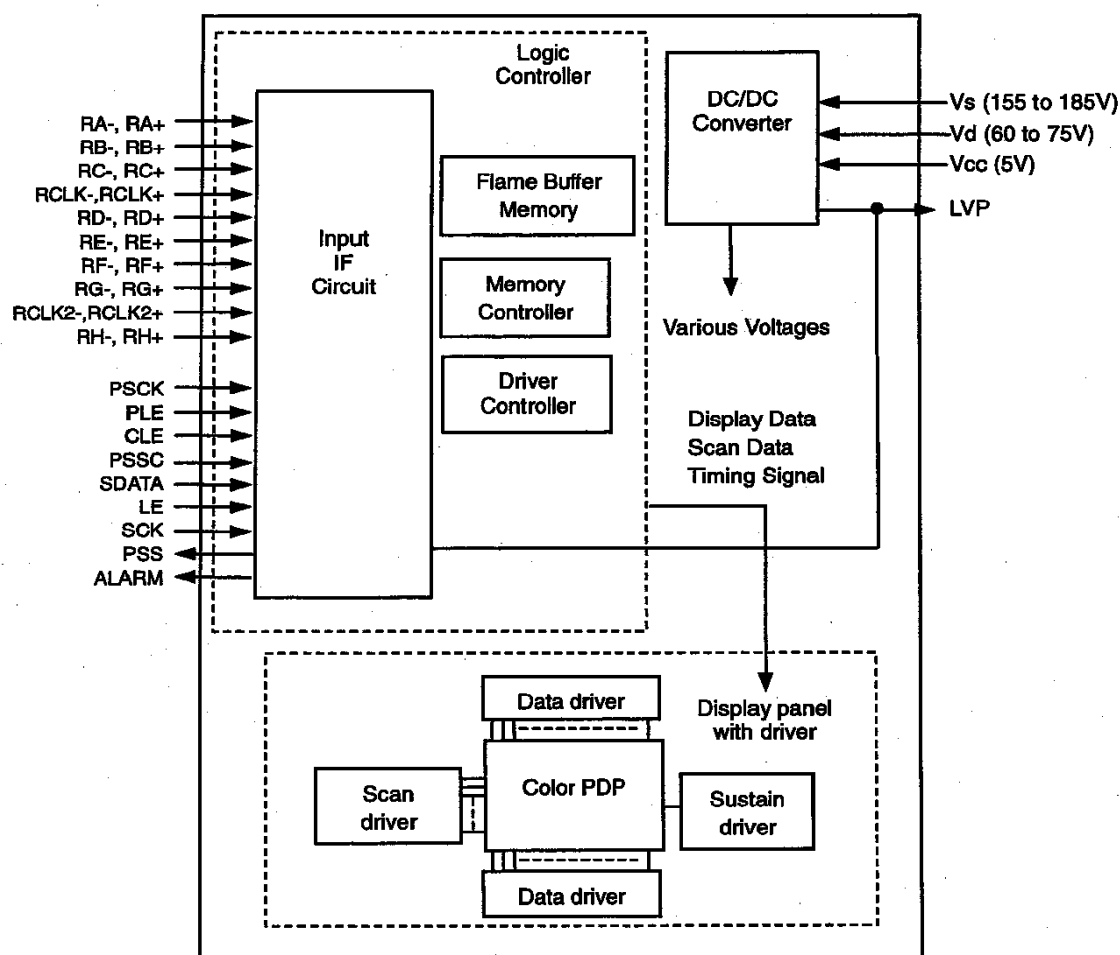 Logic
Controller
RA-, RA+
RB-, RB+
RC-, RC+
RCLK-,RCLK+
RD-, RD+
RE-, RE+
RF-, RF+
RG-, RG+
RCLK2-,RCLK2+
RH-, RH+
PSCK
PLE
CLE
PSSC
SDATA
LE
SCK
PSS
ALARM
Input
IF
Circuit
Flame Buffer
Memory
Memory
Controller
Driver
Controller
DC/DC
Converter
Vs (155 to 185V)
Vd (60 to 75V)
Vcc (5V)
LVP
Various Voltages
Display Data
Scan Data
Timing Signal
Data driver
Display panel
with driver
Scan
driver
Color PDP
Sustain
driver
Data driver